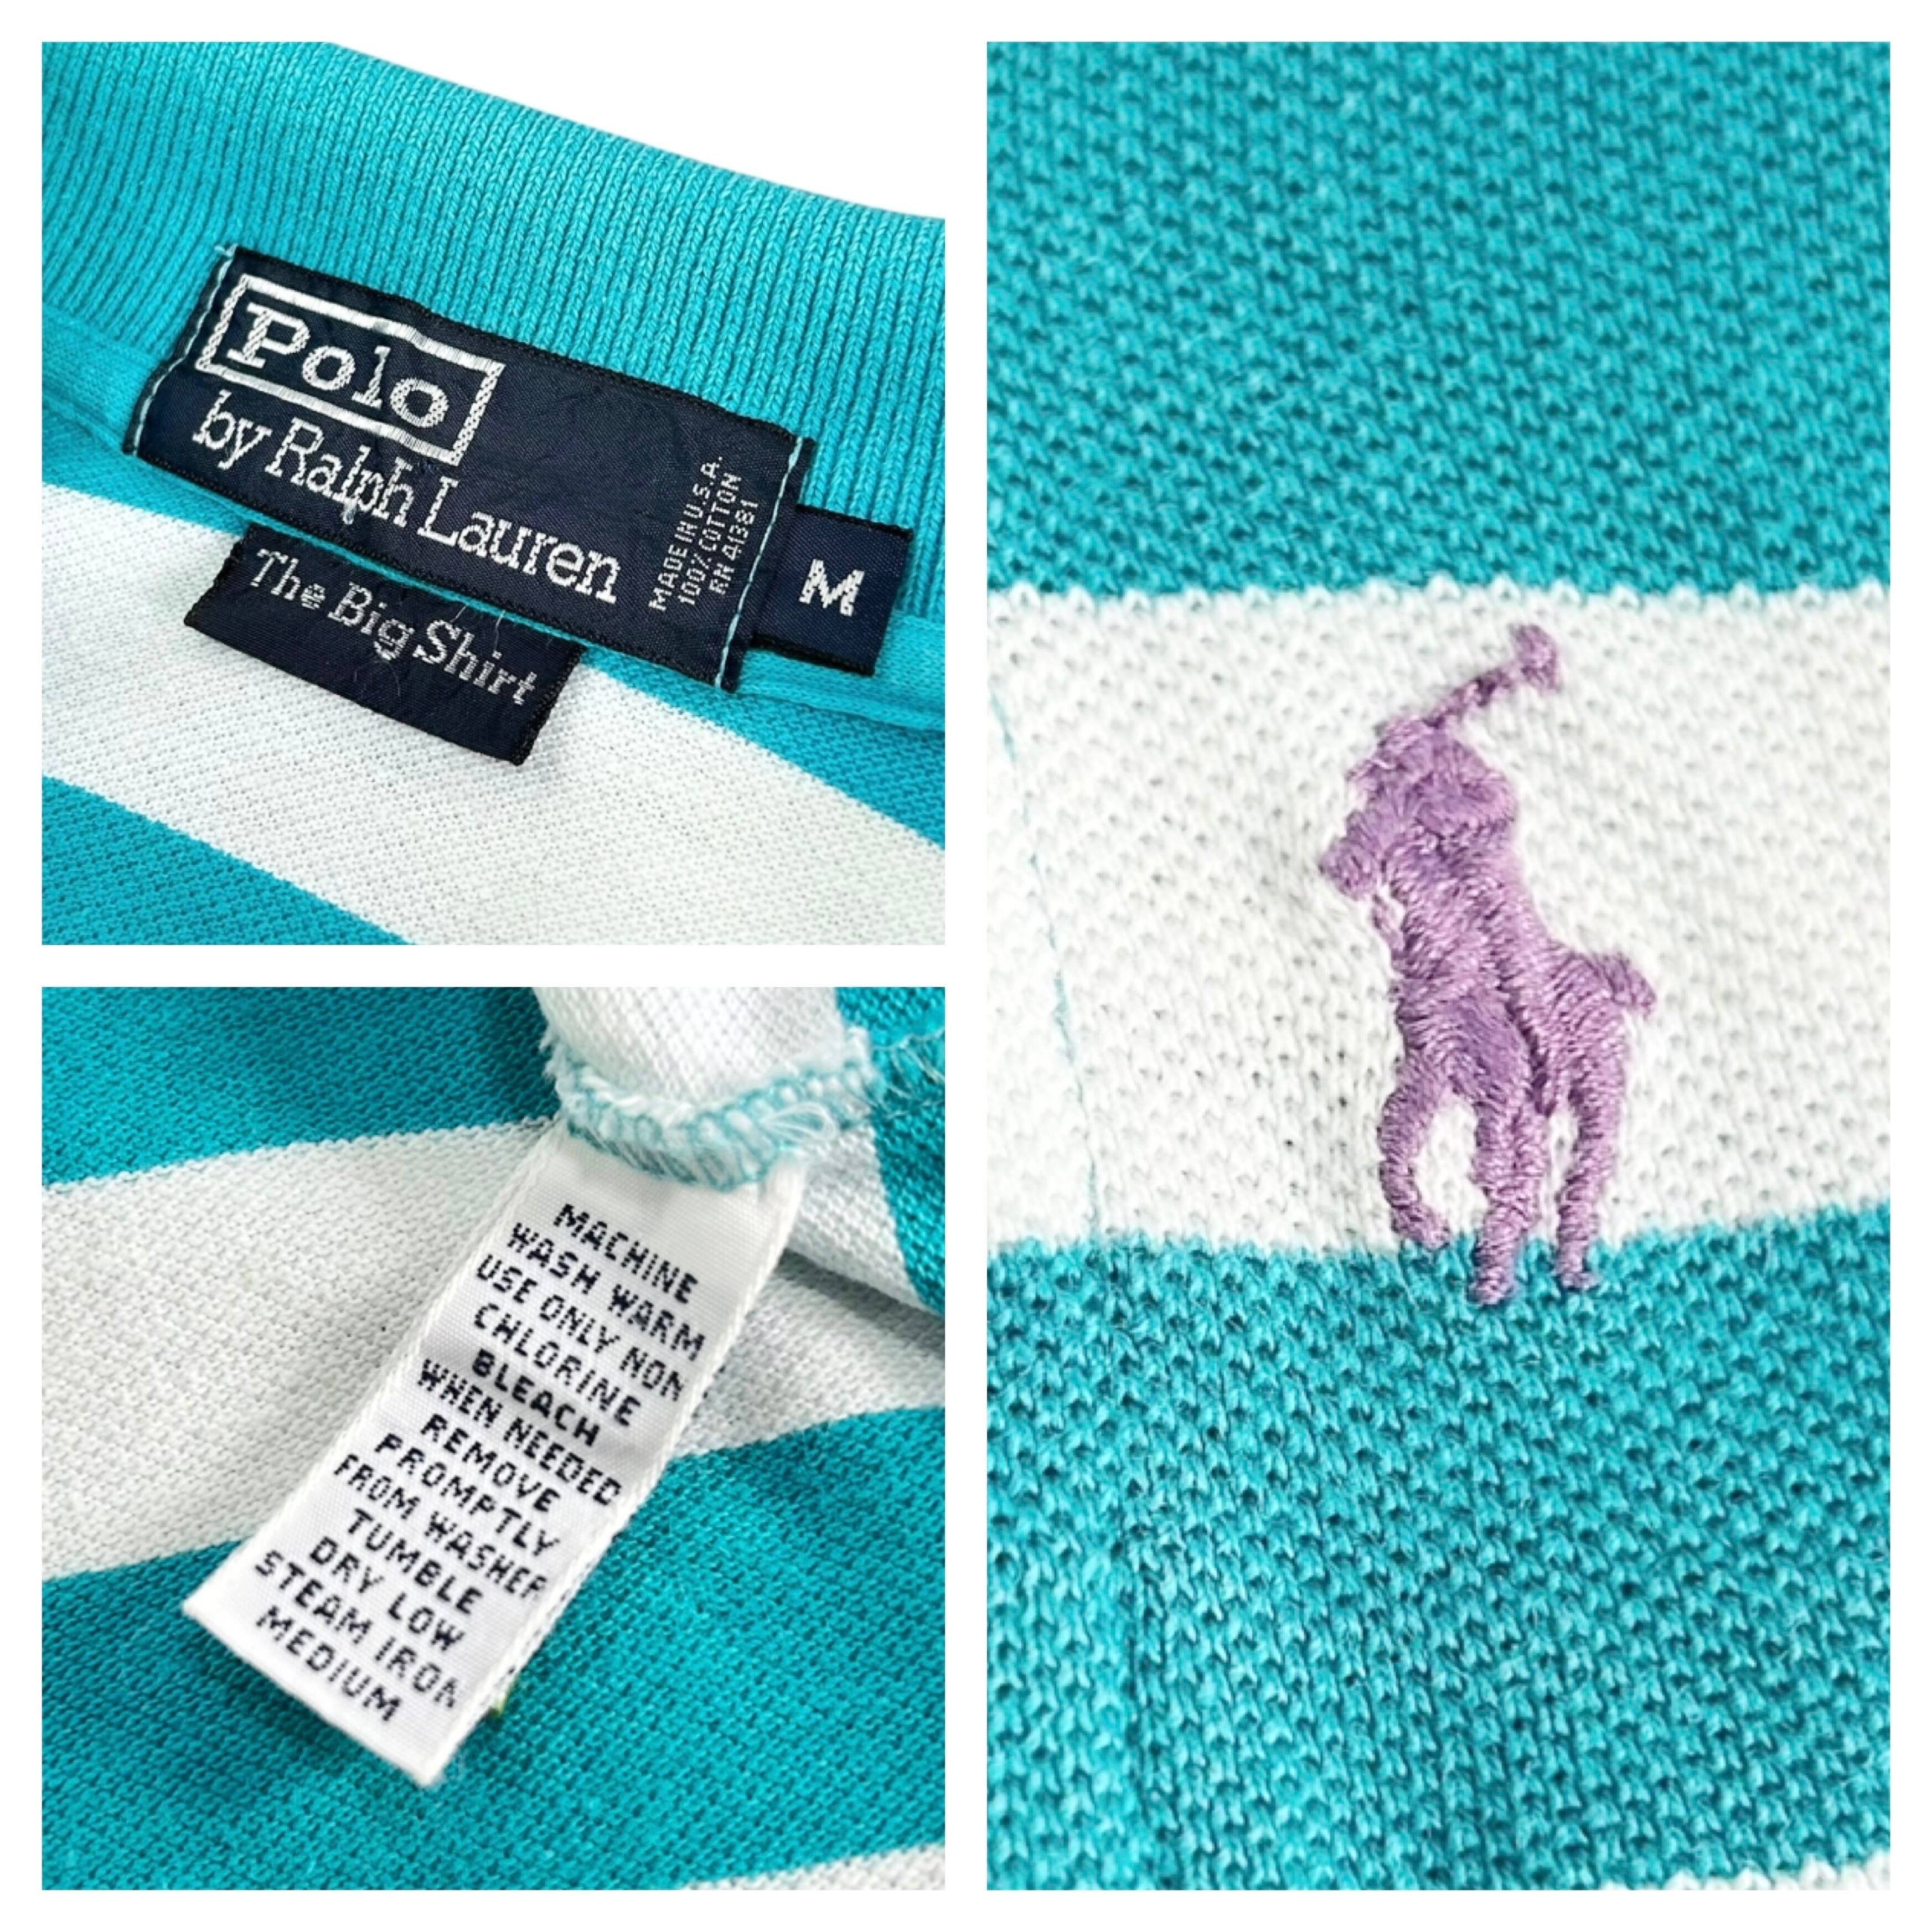 Polo
by Ralph Lauren
MADE IN U.S.A.
100% COTTON
RN 41381
M
The Big Shirt
MACHINE
WASH WARM
USE ONLY NON
CHLORINE
BLEACH
WHEN NEEDED
REMOVE
PROMPTLY
FROM WASHER
TUMBLE
DRY LOW
STEAM IRON
MEDIUM